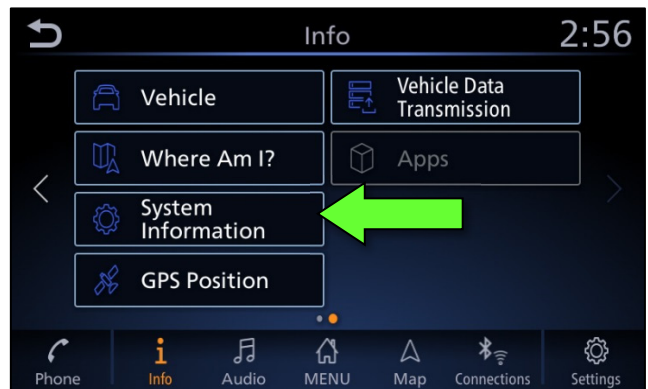 Info
2:56
Vehicle
Vehicle Data
Transmission
Where Am I?
Apps
System
Information
GPS Position
Phone
Info
Audio
MENU
Map
Connections
Settings